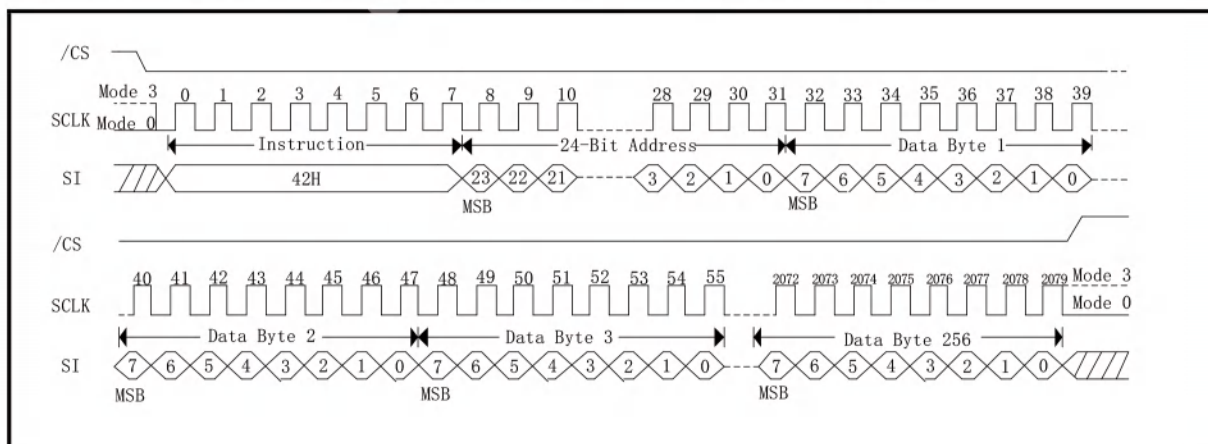 /CS
Mode 3 0 1 2 3 4 5 6 7 8 9 10 28 29 30 31 32 33 34 35 36 37 38 39
SCLK
Mode 0
Instruction 24-Bit Address Data Byte 1
SI 42H 23 22 21 3 2 1 0 7 6 5 4 3 2 1 0
MSB MSB
/CS
40 41 42 43 44 45 46 47 48 49 50 51 52 53 54 55 2072 2073 2074 2075 2076 2077 2078 2079 Mode 3
SCLK Mode 0
Data Byte 2 Data Byte 3 Data Byte 256
SI 7 6 5 4 3 2 1 0 7 6 5 4 3 2 1 0 7 6 5 4 3 2 1 0
MSB MSB MSB